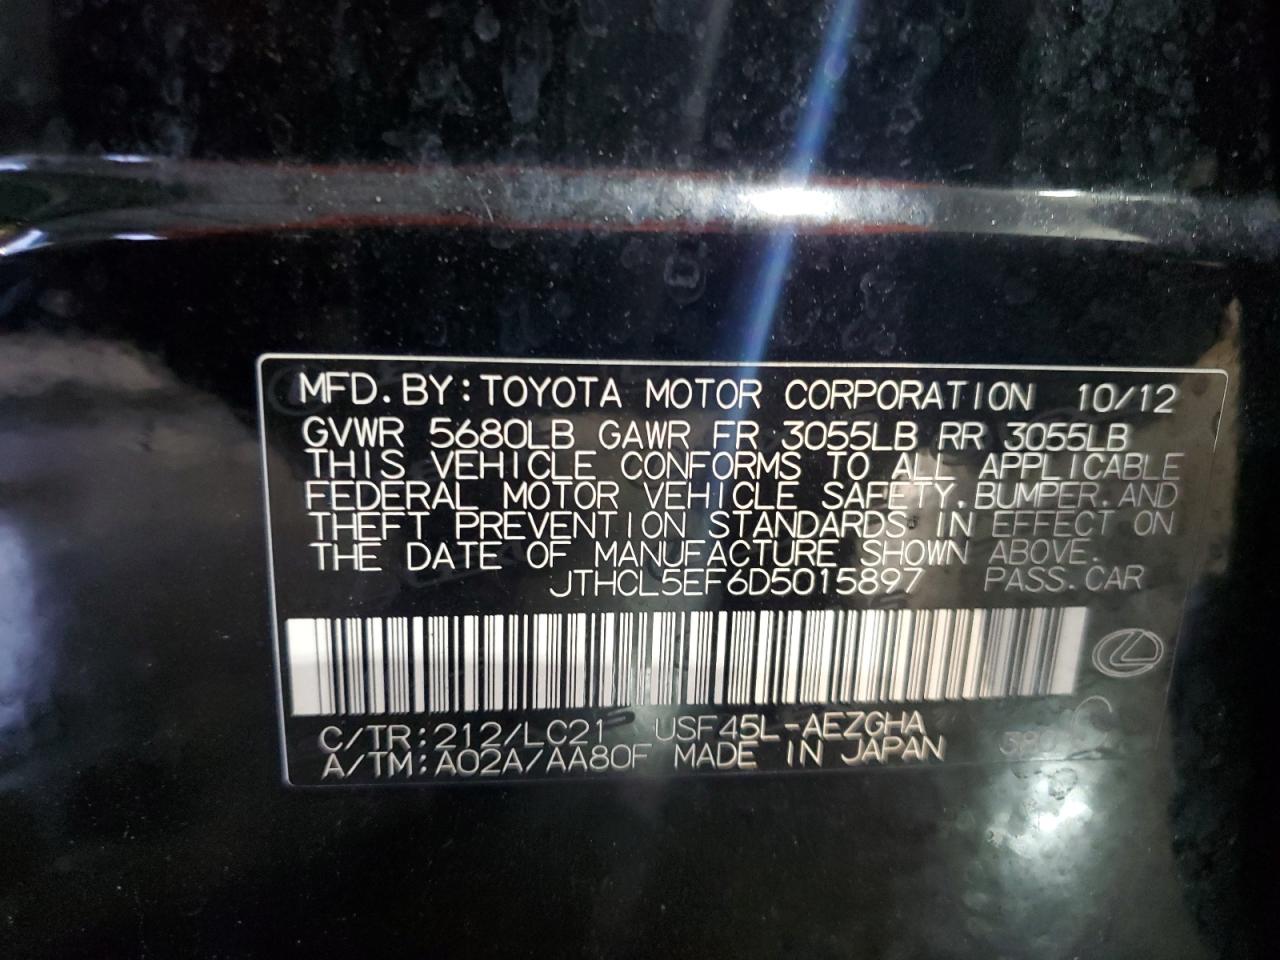 MFD. BY: TOYOTA MOTOR CORPORATION 10/12
GVWR 5680LB GAWR FR 3055LB RR 3055LB
THIS VEHICLE CONFORMS TO ALL APPLICABLE
FEDERAL MOTOR VEHICLE SAFETY, BUMPER, AND
THEFT PREVENTION STANDARDS IN EFFECT ON
THE DATE OF MANUFACTURE SHOWN ABOVE.
JTHCL5EF6D5015897 PASS. CAR
C/TR: 212/LC21 USF45L-AEZGHA
A/TM: A02A/AA80F MADE IN JAPAN